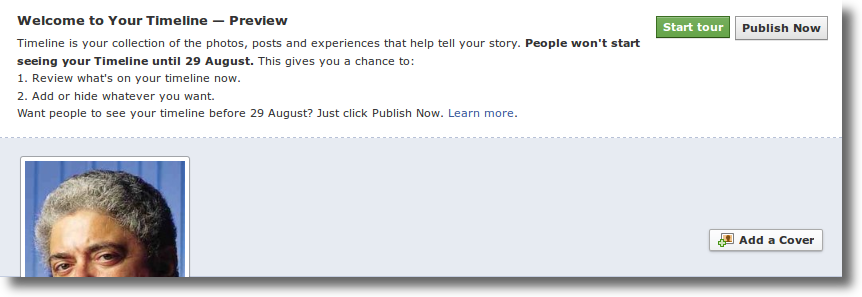 Welcome to Your Timeline — Preview
Start tour
Publish Now
Timeline is your collection of the photos, posts and experiences that help tell your story. People won't start
seeing your Timeline until 29 August. This gives you a chance to:
1. Review what's on your timeline now.
2. Add or hide whatever you want.
Want people to see your timeline before 29 August? Just click Publish Now. Learn more.
Add a Cover